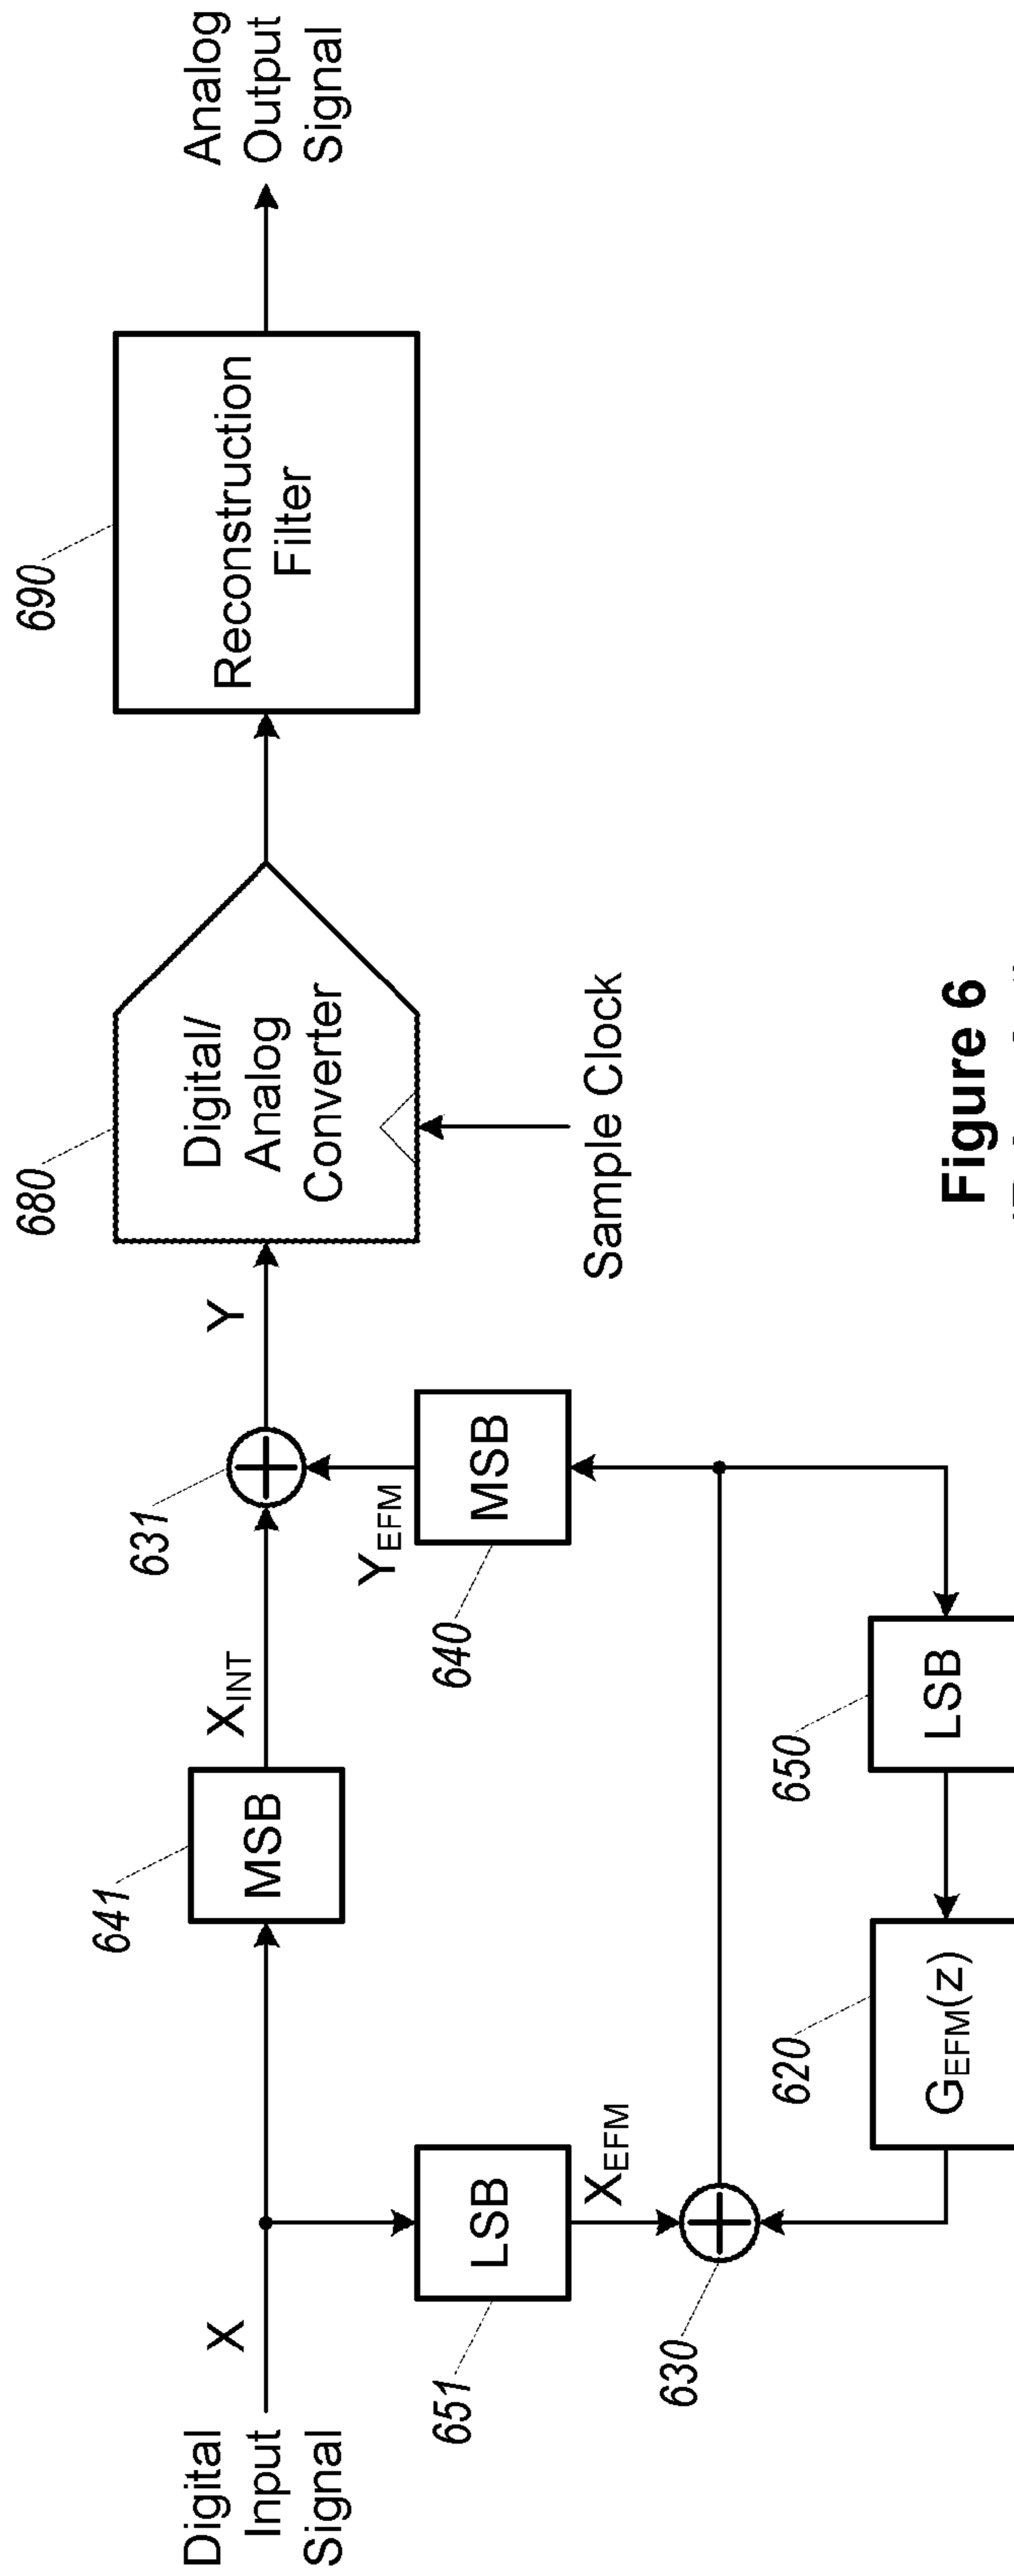 Digital
Input
Signal
X
651
LSB
X_EFM
630
641
MSB
X_INT
620
G_EFM(z)
650
LSB
631
Y_EFM
640
MSB
Y
680
Digital/
Analog
Converter
Sample Clock
690
Reconstruction
Filter
Analog
Output
Signal
Figure 6